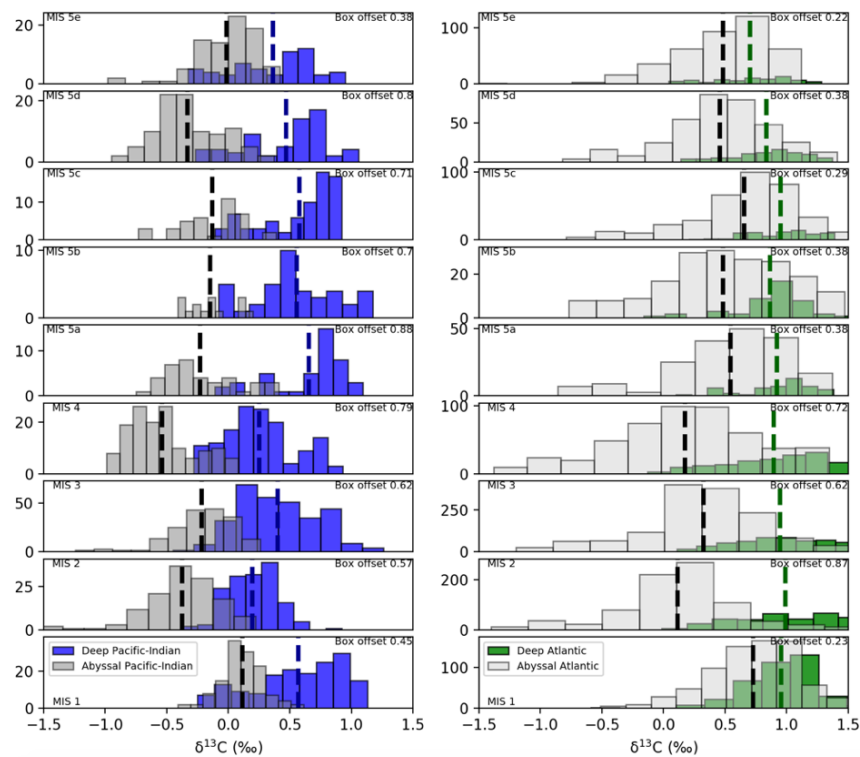 MIS 5e Box offset 0.38
20
0
MIS 5d Box offset 0.8
20
0
MIS 5c Box offset 0.71
10
0
MIS 5b Box offset 0.7
10
5
0
MIS 5a Box offset 0.88
10
0
MIS 4 Box offset 0.79
20
0
MIS 3 Box offset 0.62
50
0
MIS 2 Box offset 0.57
25
0
Box offset 0.45
Deep Pacific-Indian
Abyssal Pacific-Indian
25
0
MIS 1
−1.5 −1.0 −0.5 0.0 0.5 1.0 1.5
δ13C (‰)
MIS 5e Box offset 0.22
100
0
MIS 5d Box offset 0.38
50
0
MIS 5c Box offset 0.29
100
50
0
MIS 5b Box offset 0.38
20
0
MIS 5a Box offset 0.38
50
25
0
MIS 4 Box offset 0.72
100
50
0
MIS 3 Box offset 0.62
250
0
MIS 2 Box offset 0.87
200
0
Box offset 0.23
Deep Atlantic
Abyssal Atlantic
100
0
MIS 1
−1.5 −1.0 −0.5 0.0 0.5 1.0 1.5
δ13C (‰)